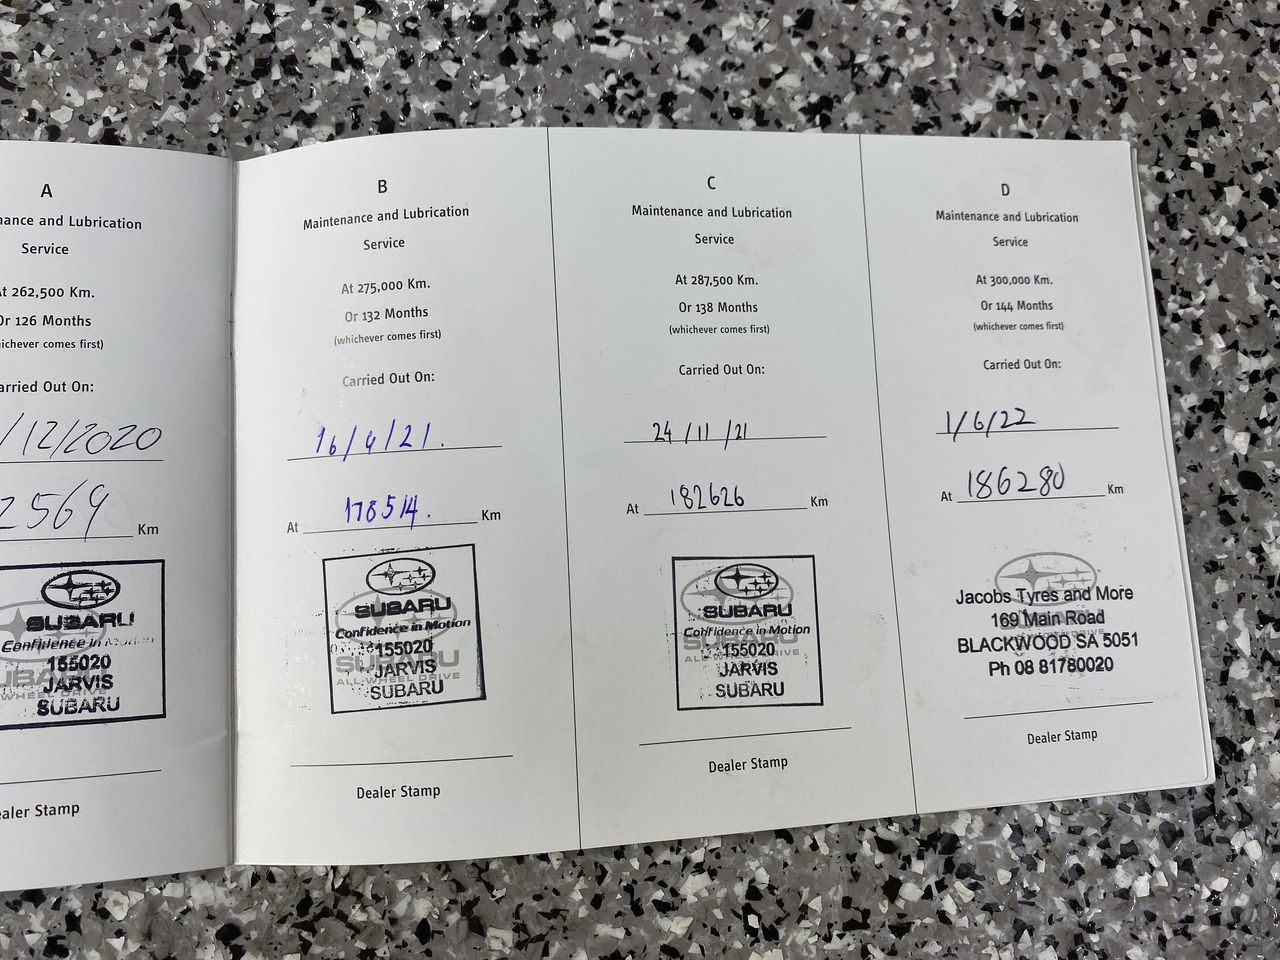 A
nance and Lubrication
Service
At 262,500 Km.
Or 126 Months
hichever comes first)
arried Out On:
/12/2020
2569 Km
SUBARU
Confidence in Motion
155020
JARVIS
SUBARU
ealer Stamp
B
Maintenance and Lubrication
Service
At 275,000 Km.
Or 132 Months
(whichever comes first)
Carried Out On:
16/4/21.
At 178514. Km
SUBARU
Confidence in Motion
155020
JARVIS
SUBARU
ALL-WHEEL DRIVE
Dealer Stamp
C
Maintenance and Lubrication
Service
At 287,500 Km.
Or 138 Months
(whichever comes first)
Carried Out On:
24/11/21
At 182626 Km
SUBARU
Confidence in Motion
155020
JARVIS
SUBARU
Dealer Stamp
D
Maintenance and Lubrication
Service
At 300,000 Km.
Or 144 Months
(whichever comes first)
Carried Out On:
1/6/22
At 186280 Km
Jacobs Tyres and More
169 Main Road
BLACKWOOD SA 5051
Ph 08 81780020
Dealer Stamp